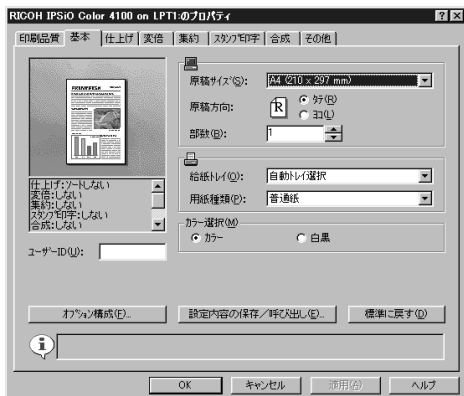 RICOH IPSiO Color 4100 on LPT1:のプロパティ
印刷品質 基本 仕上げ 変倍 集約 スタンプ印字 合成 その他
原稿サイズ(S): A4 (210 x 297 mm)
原稿方向: R タテ(R)
ヨコ(L)
部数(B): 1
給紙トレイ(O): 自動トレイ選択
用紙種類(P): 普通紙
カラー選択(M)
カラー 白黒
仕上げ:ソートしない
変倍:しない
集約:しない
スタンプ印字:しない
合成:しない
ユーザーID(U):
オプション構成(F)... 設定内容の保存/呼び出し(E)... 標準に戻す(D)
OK キャンセル 適用(A) ヘルプ